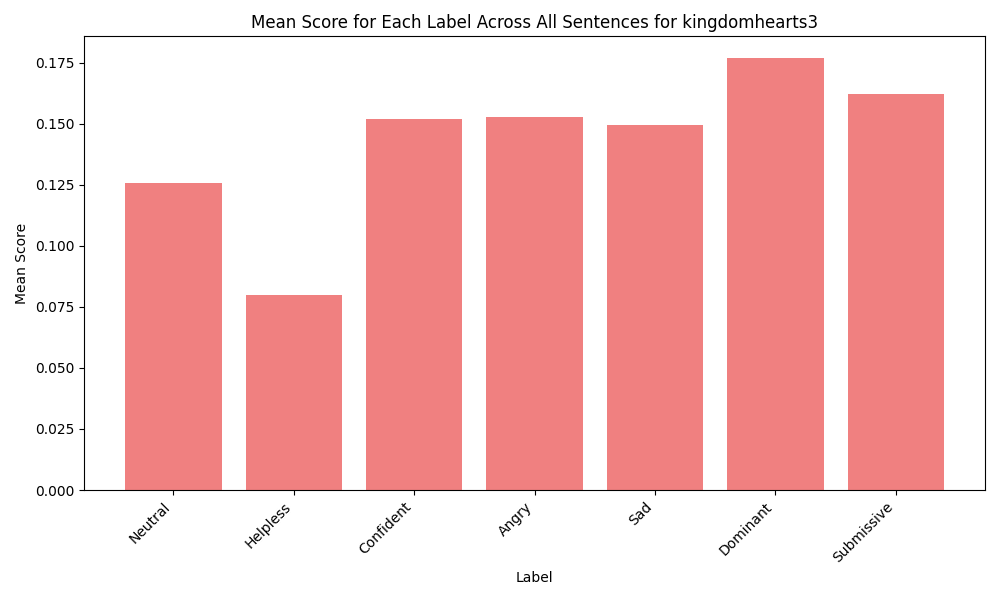 Mean Score for Each Label Across All Sentences for kingdomhearts3
Mean Score
0.175
0.150
0.125
0.100
0.075
0.050
0.025
0.000
Neutral
Helpless
Confident
Angry
Sad
Dominant
Submissive
Label